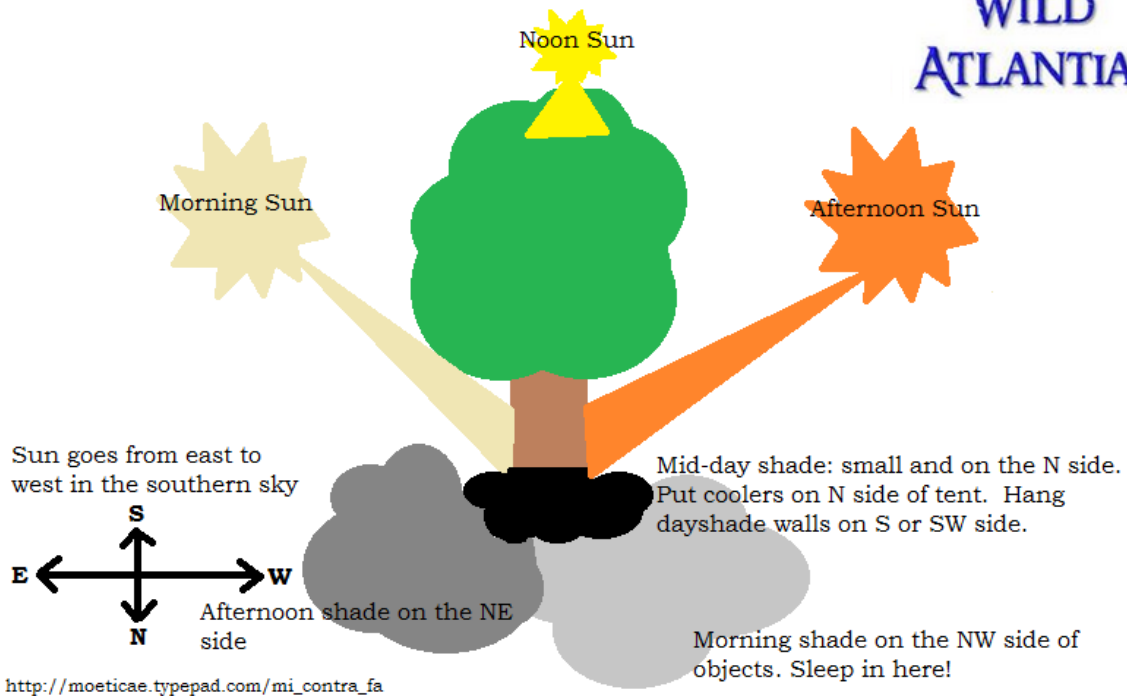 WILD
ATLANTIA
Noon Sun
Morning Sun
Afternoon Sun
Sun goes from east to
west in the southern sky
S
E
W
N
Mid-day shade: small and on the N side.
Put coolers on N side of tent.  Hang
dayshade walls on S or SW side.
Afternoon shade on the NE
side
Morning shade on the NW side of
objects. Sleep in here!
http://moeticae.typepad.com/mi_contra_fa